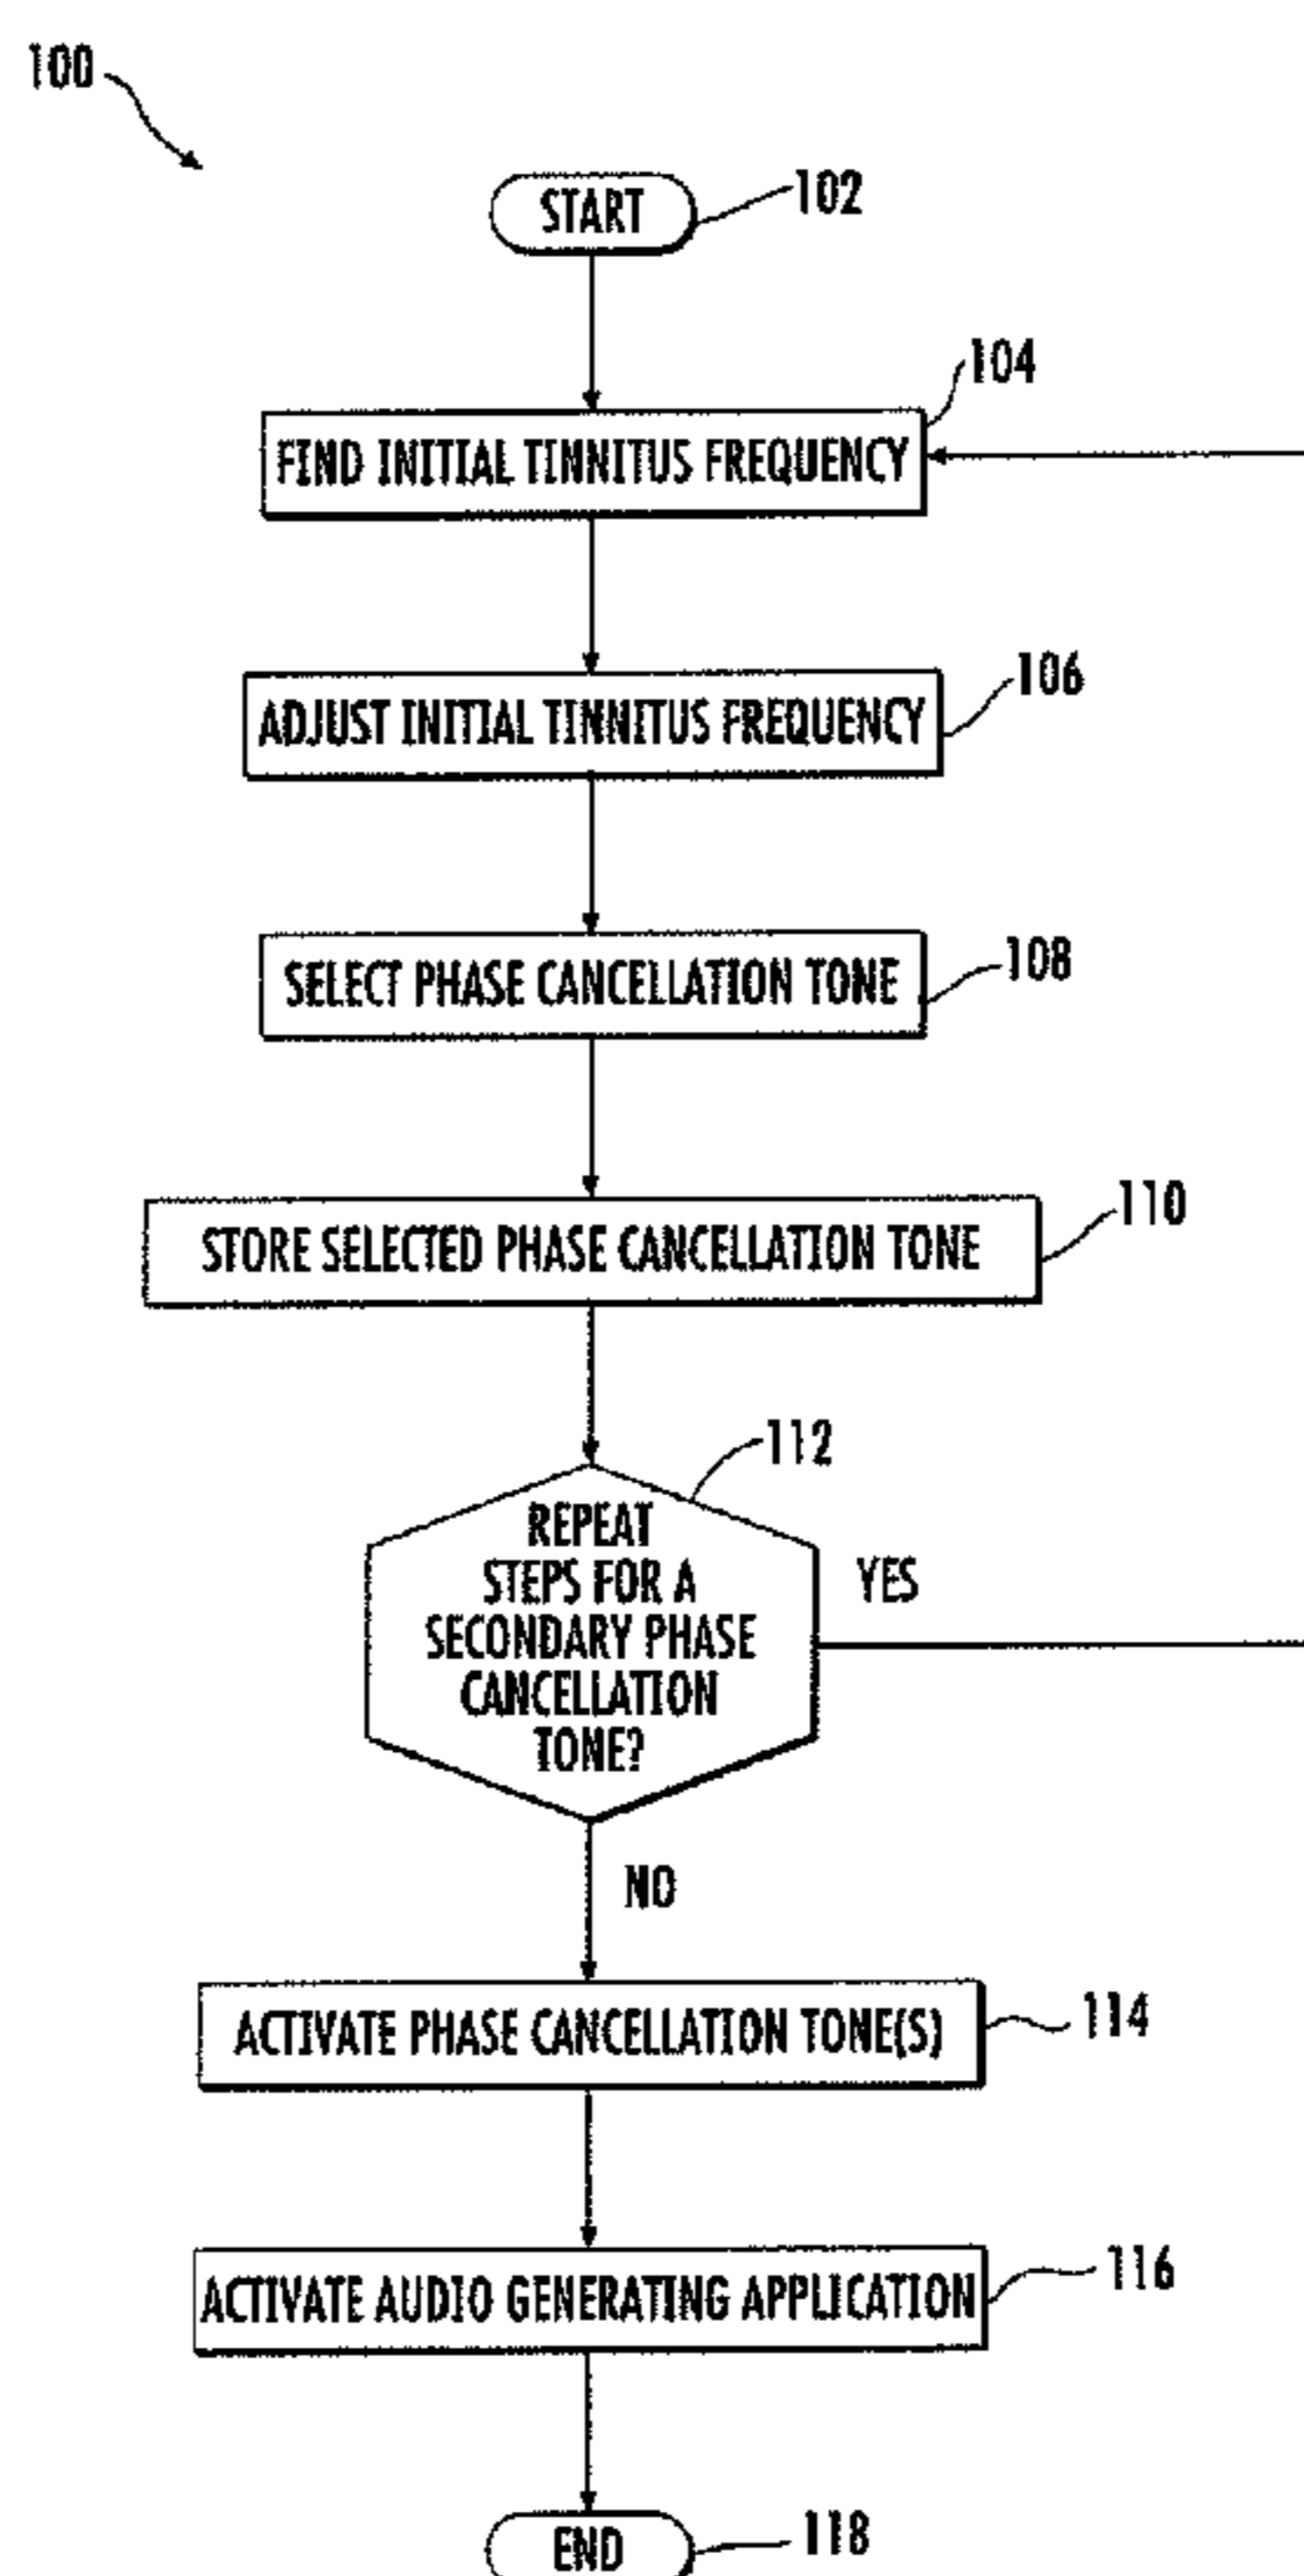 100
START
102
104
FIND INITIAL TINNITUS FREQUENCY
106
ADJUST INITIAL TINNITUS FREQUENCY
108
SELECT PHASE CANCELLATION TONE
110
STORE SELECTED PHASE CANCELLATION TONE
112
REPEAT
STEPS FOR A
SECONDARY PHASE
CANCELLATION
TONE?
YES
NO
ACTIVATE PHASE CANCELLATION TONE(S)
114
116
ACTIVATE AUDIO GENERATING APPLICATION
END
118